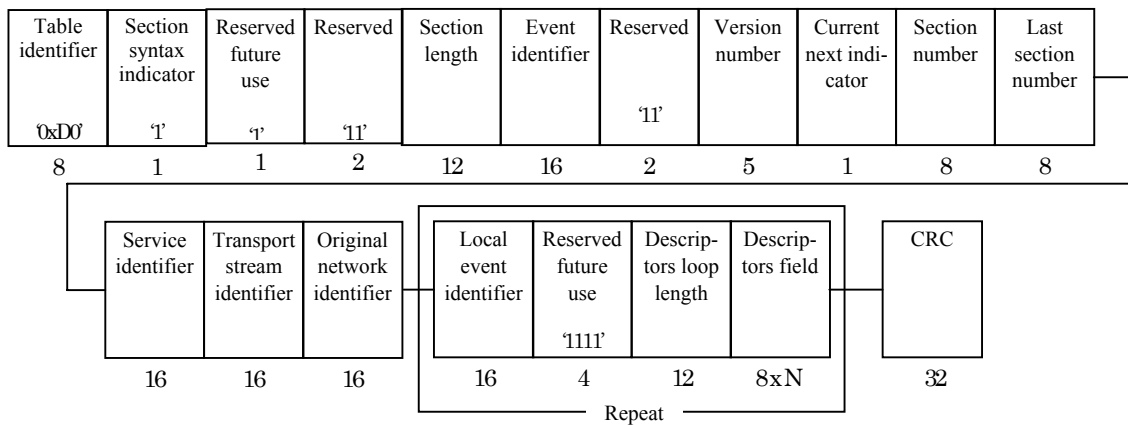 Table identifier '0xD0'
Section syntax indicator '1'
Reserved future use '1'
Reserved '11'
Section length
Event identifier
Reserved '11'
Version number
Current next indi-cator
Section number
Last section number
8 1 1 2 12 16 2 5 1 8 8
Service identifier
Transport stream identifier
Original network identifier
Local event identifier
Reserved future use '1111'
Descrip-tors loop length
Descrip-tors field
CRC
16 16 16 16 4 12 8xN 32
Repeat